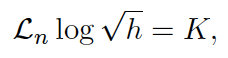 $\mathcal{L}_n \log \sqrt{h} = K,$